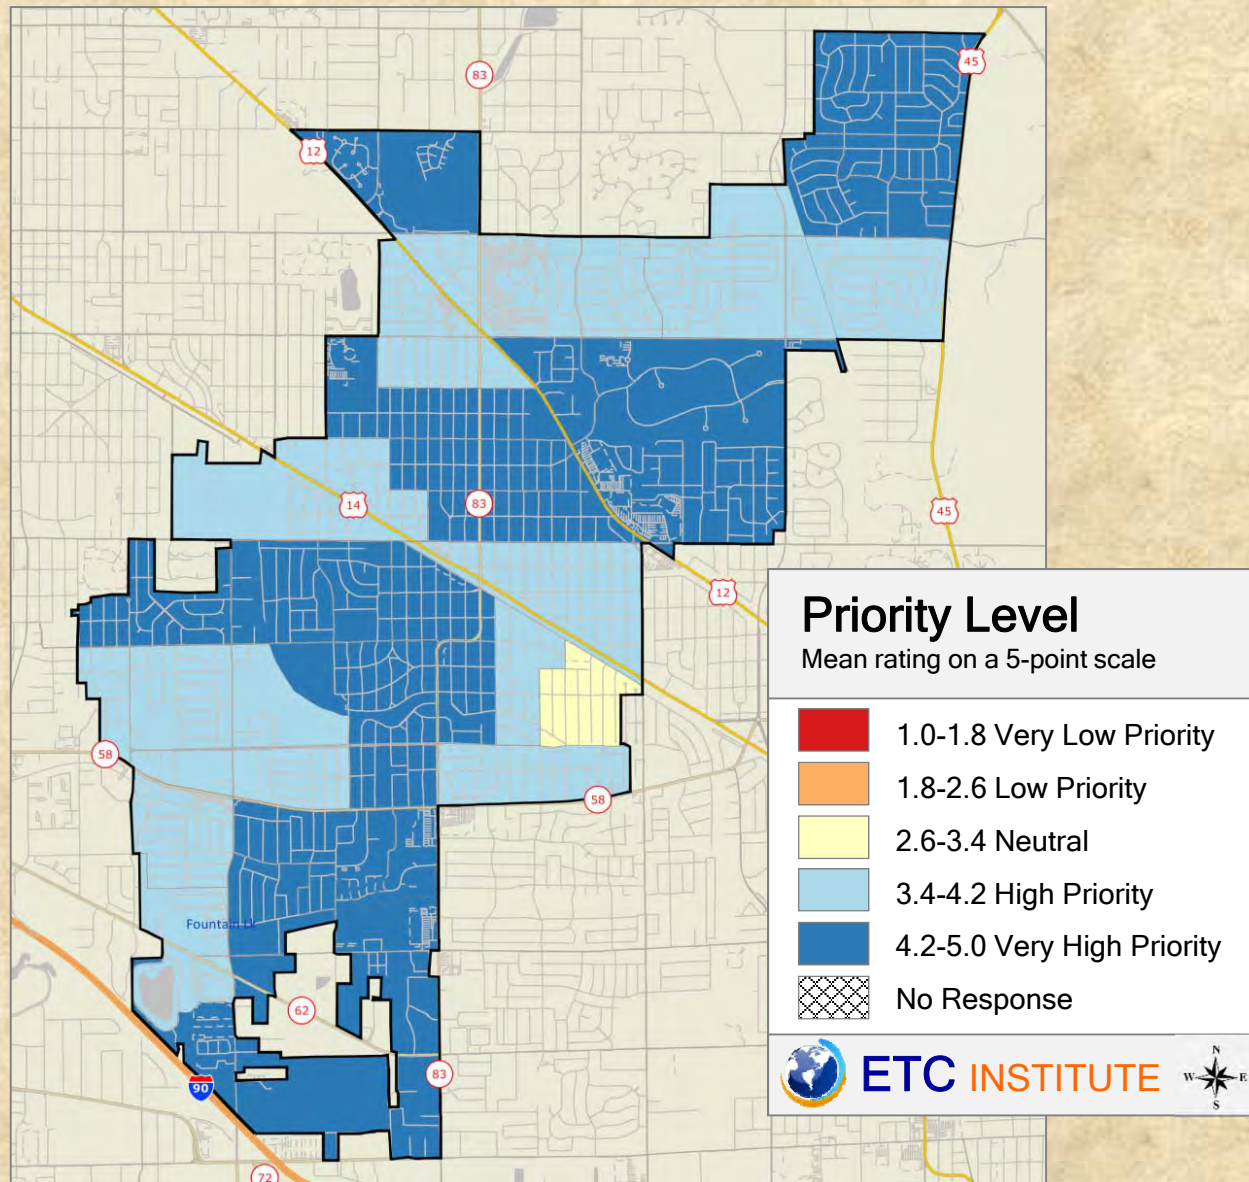 83
45
12
14
83
45
12
58
58
Fountain Lk
62
83
90
72
Priority Level
Mean rating on a 5-point scale
1.0-1.8 Very Low Priority
1.8-2.6 Low Priority
2.6-3.4 Neutral
3.4-4.2 High Priority
4.2-5.0 Very High Priority
No Response
ETC INSTITUTE
N
W E
S